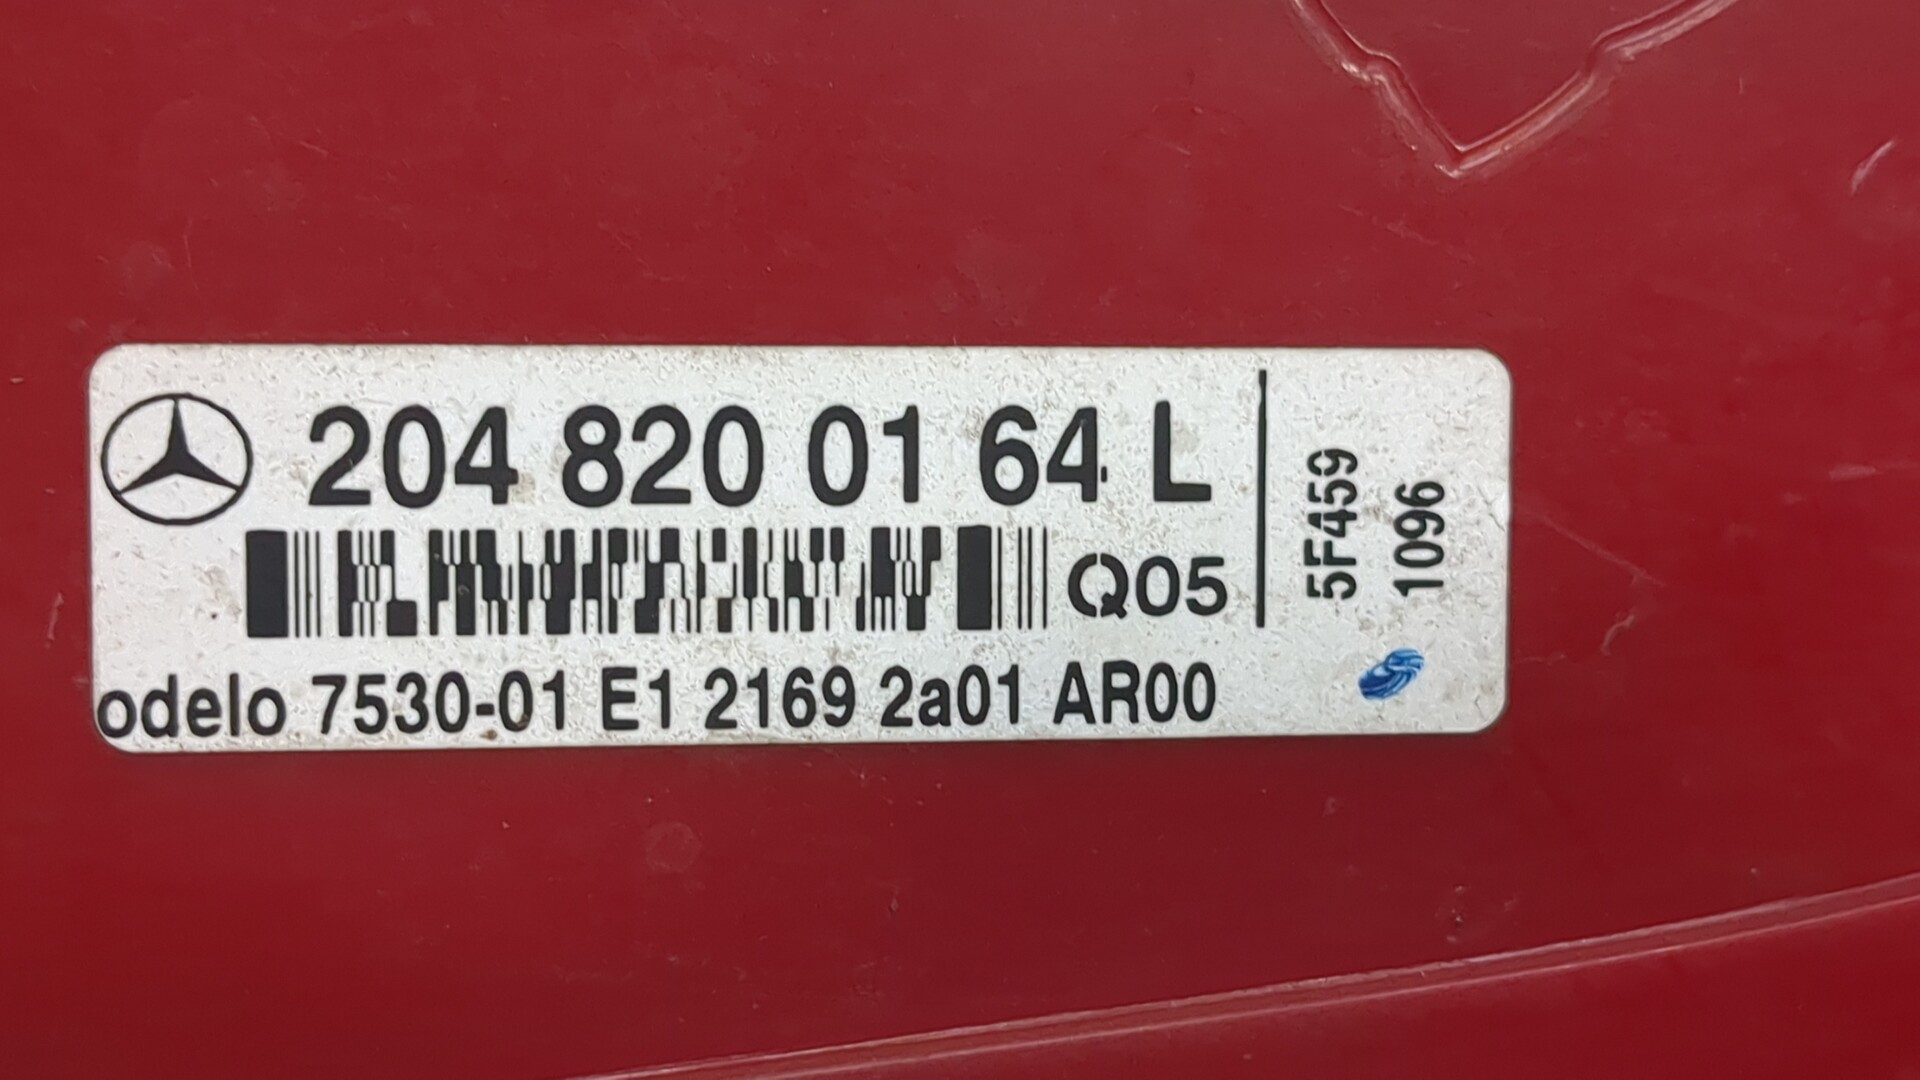 204 820 01 64 L
Q05
odelo 7530-01 E1 2169 2a01 AR00
5F459
1096